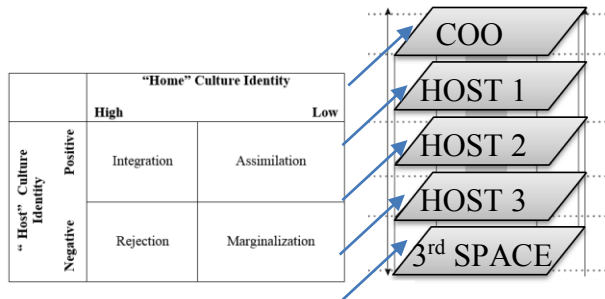 “Home” Culture Identity
High Low
“ Host” Culture
Identity
Positive
Negative
Integration Assimilation
Rejection Marginalization
COO
HOST 1
HOST 2
HOST 3
3rd SPACE